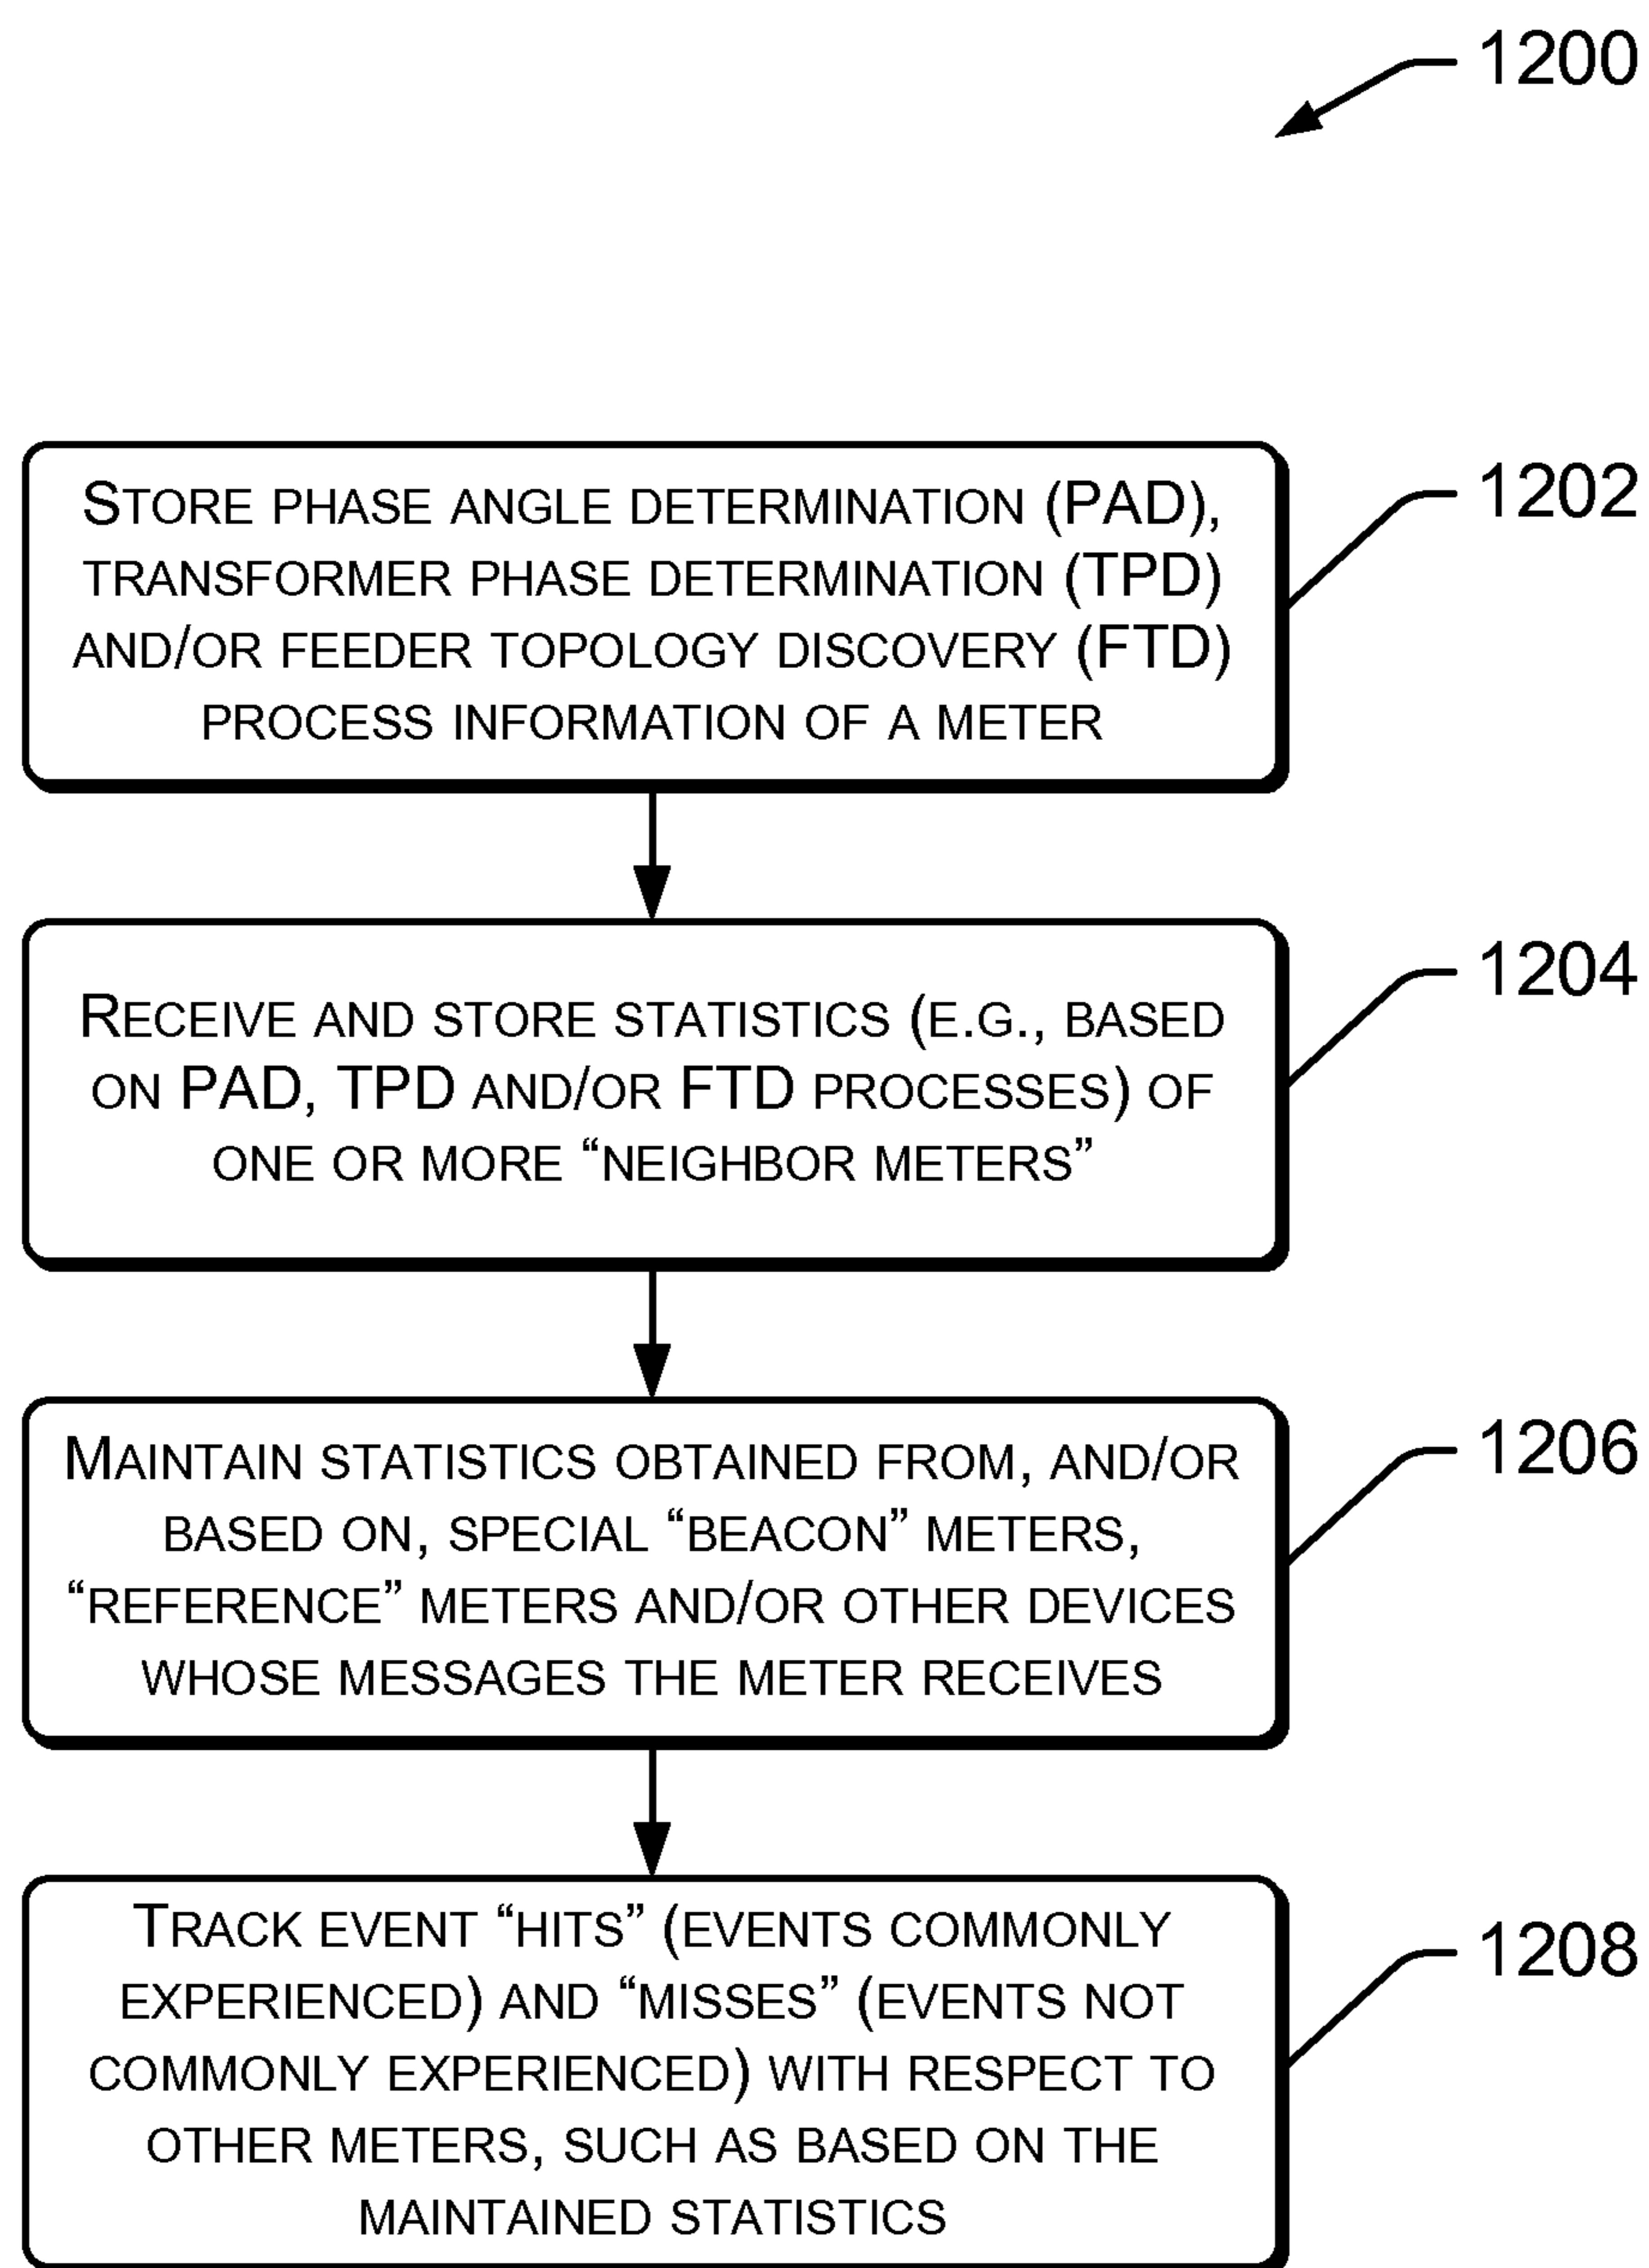 1200
STORE PHASE ANGLE DETERMINATION (PAD),
TRANSFORMER PHASE DETERMINATION (TPD)
AND/OR FEEDER TOPOLOGY DISCOVERY (FTD)
PROCESS INFORMATION OF A METER
1202
RECEIVE AND STORE STATISTICS (E.G., BASED
ON PAD, TPD AND/OR FTD PROCESSES) OF
ONE OR MORE “NEIGHBOR METERS”
1204
MAINTAIN STATISTICS OBTAINED FROM, AND/OR
BASED ON, SPECIAL “BEACON” METERS,
“REFERENCE” METERS AND/OR OTHER DEVICES
WHOSE MESSAGES THE METER RECEIVES
1206
TRACK EVENT “HITS” (EVENTS COMMONLY
EXPERIENCED) AND “MISSES” (EVENTS NOT
COMMONLY EXPERIENCED) WITH RESPECT TO
OTHER METERS, SUCH AS BASED ON THE
MAINTAINED STATISTICS
1208